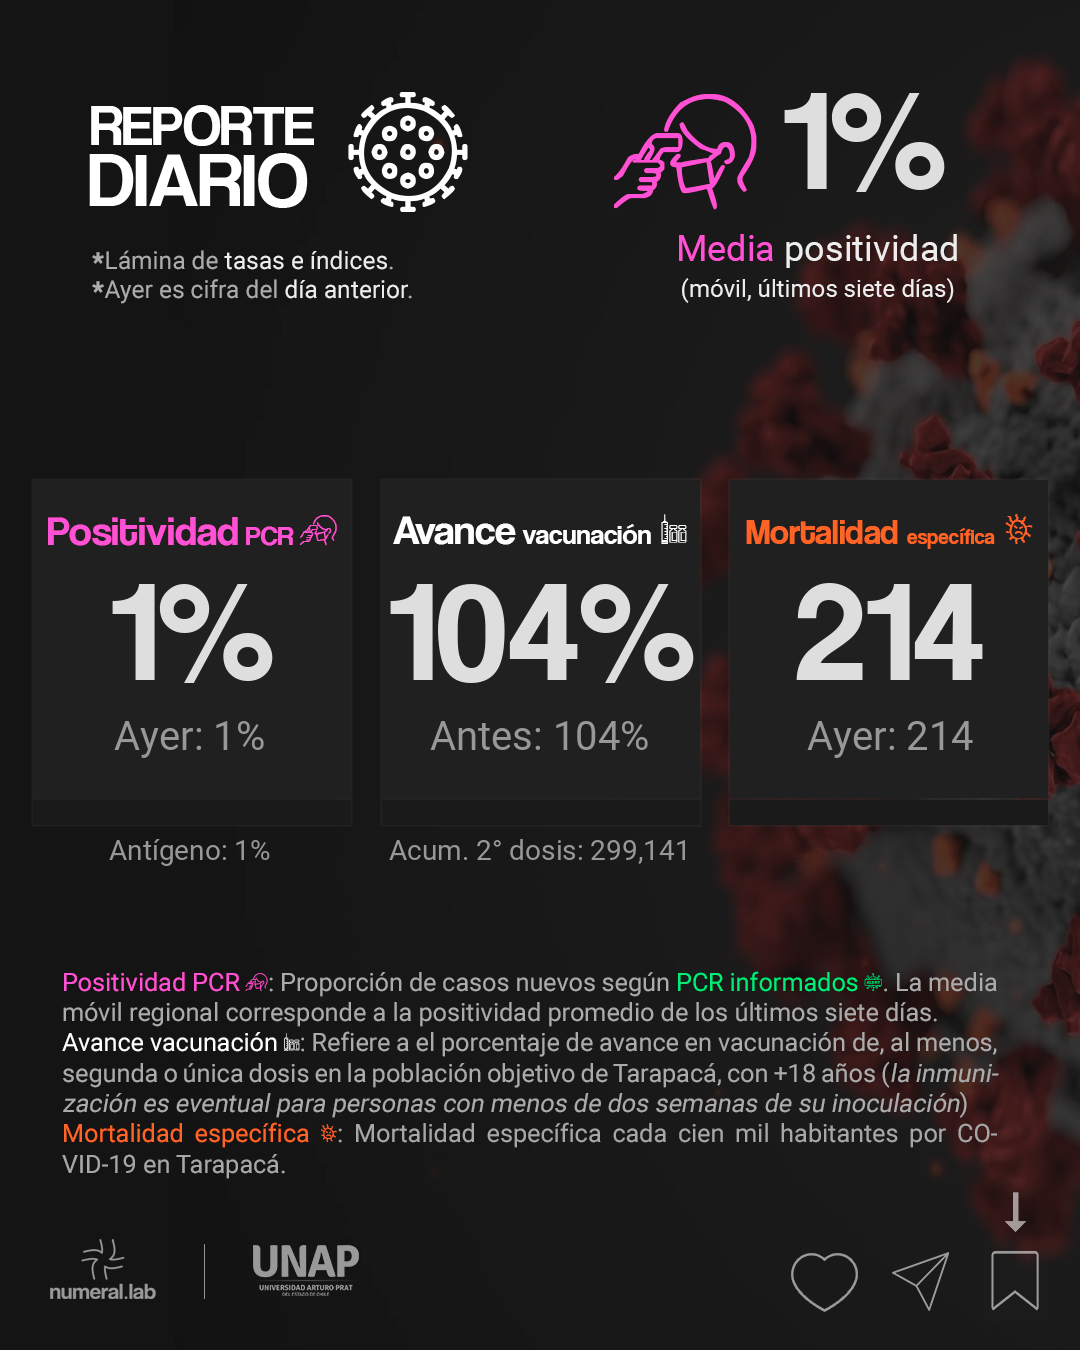 REPORTE
DIARIO
*Lámina de tasas e índices.
*Ayer es cifra del día anterior.
1%
Media positividad
(móvil, últimos siete días)
Positividad PCR
1%
Ayer: 1%
Antígeno: 1%
Avance vacunación
104%
Antes: 104%
Acum. 2° dosis: 299,141
Mortalidad específica
214
Ayer: 214
Positividad PCR: Proporción de casos nuevos según PCR informados. La media
móvil regional corresponde a la positividad promedio de los últimos siete días.
Avance vacunación: Refiere a el porcentaje de avance en vacunación de, al menos,
segunda o única dosis en la población objetivo de Tarapacá, con +18 años (la inmuni-
zación es eventual para personas con menos de dos semanas de su inoculación)
Mortalidad específica: Mortalidad específica cada cien mil habitantes por CO-
VID-19 en Tarapacá.
numeral.lab
UNAP
UNIVERSIDAD ARTURO PRAT
DEL ESTADO DE CHILE